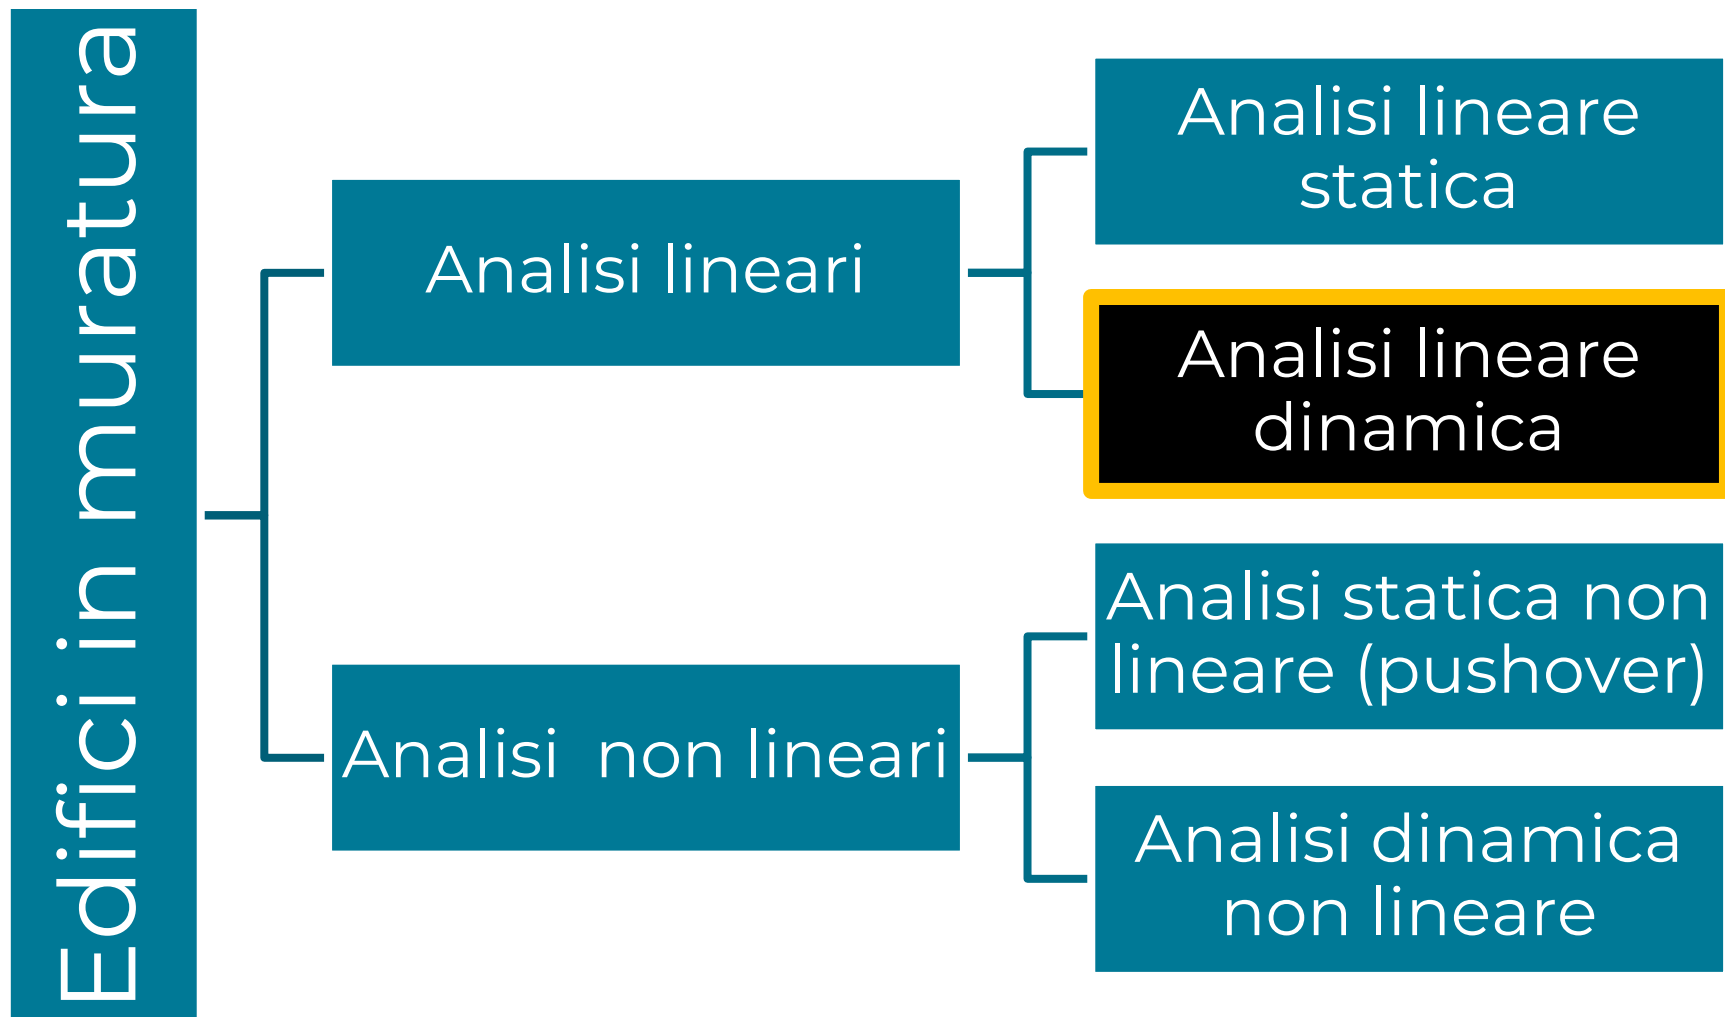 Edifici in muratura
Analisi lineari
Analisi lineare
statica
Analisi lineare
dinamica
Analisi non lineari
Analisi statica non
lineare (pushover)
Analisi dinamica
non lineare